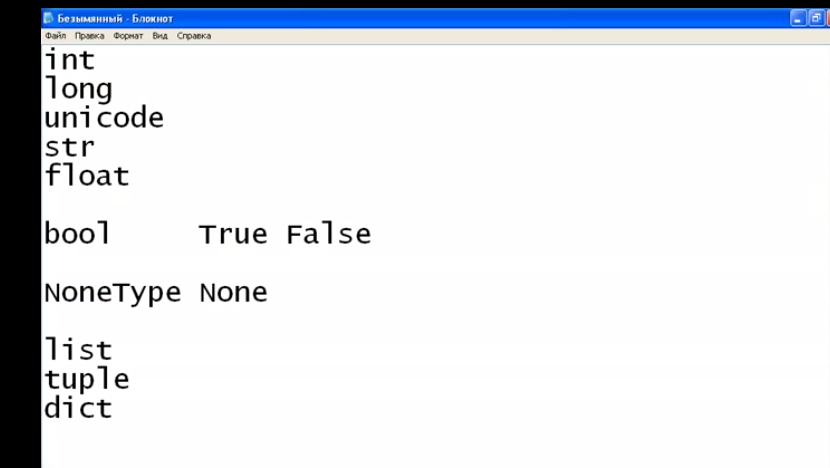 Безымянный - Блокнот
Файл Правка Формат Вид Справка
int
long
unicode
str
float
bool True False
NoneType None
list
tuple
dict